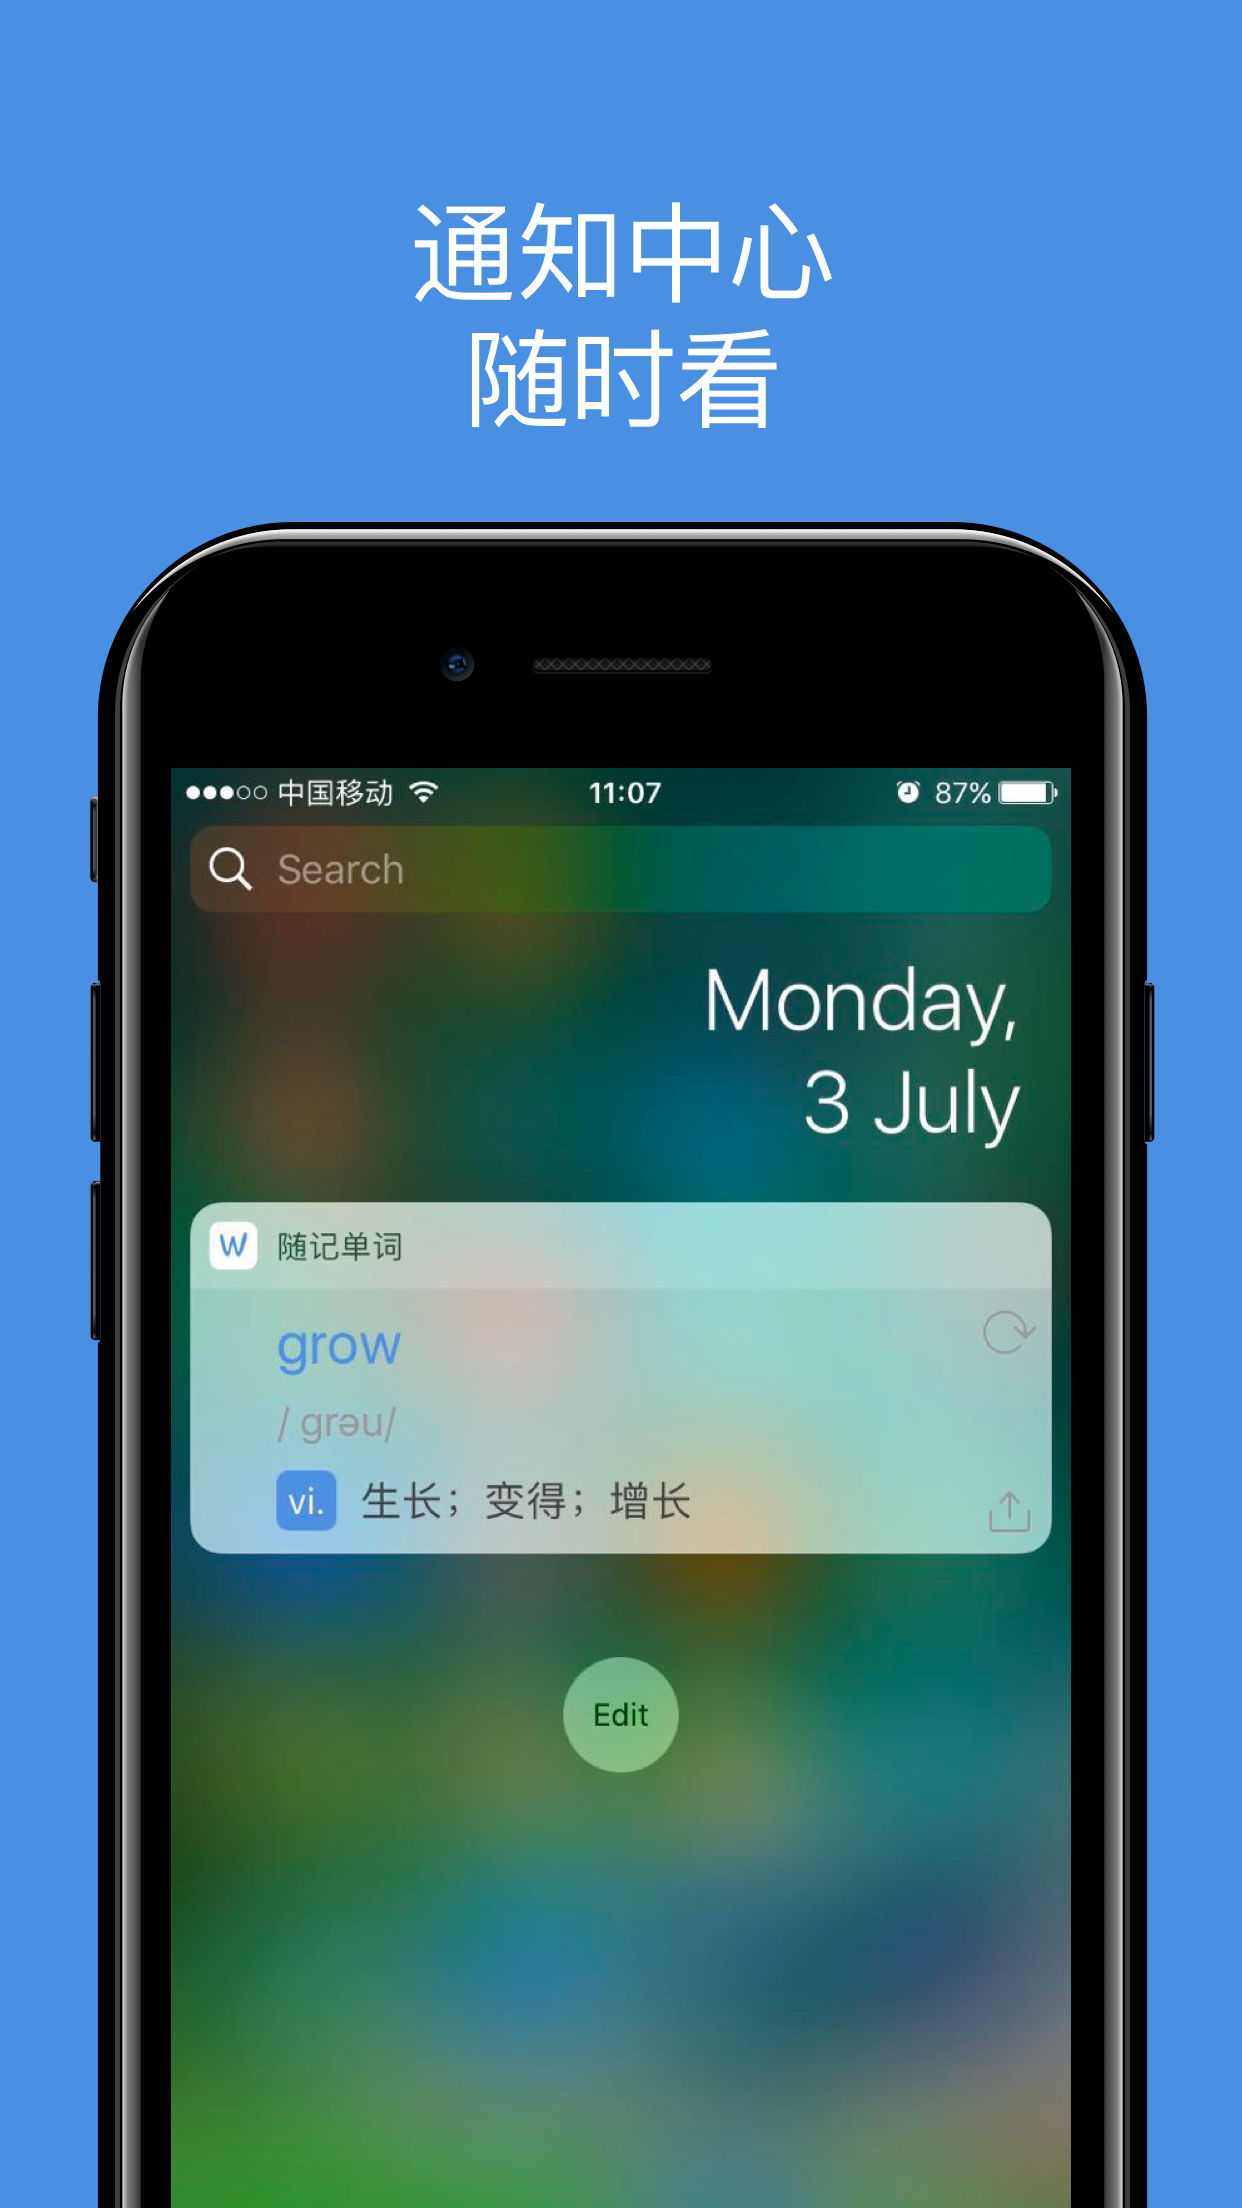 通知中心
随时看
中国移动 11:07 87%
Search
Monday,
3 July
W 随记单词
grow
/ grəu/
vi. 生长；变得；增长
Edit